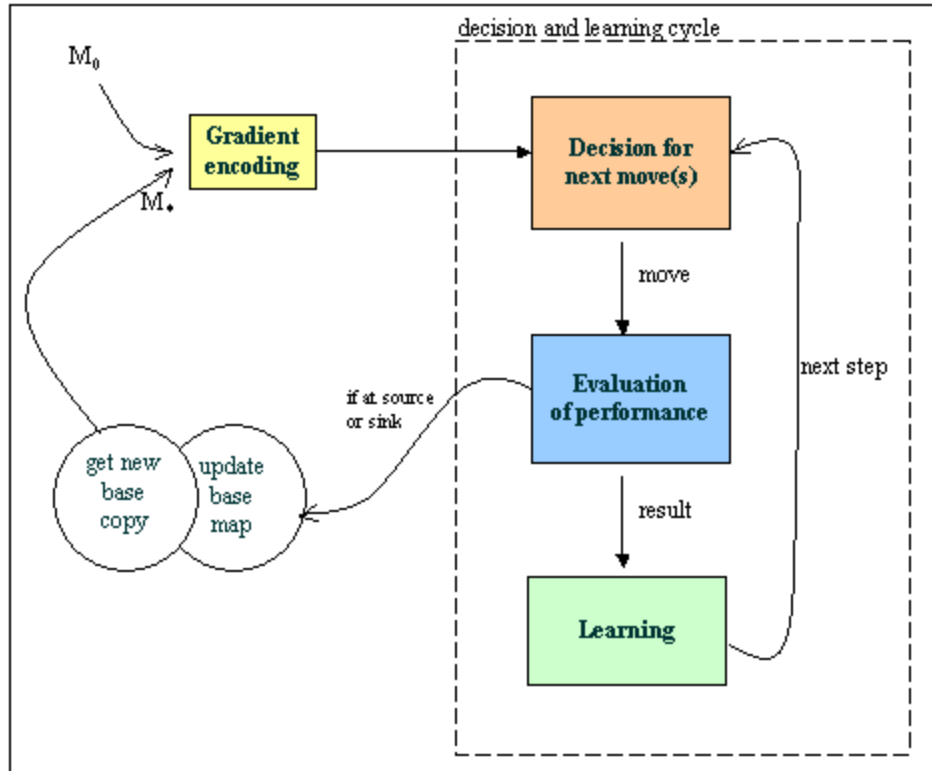 decision and learning cycle
M₀
Gradient
encoding
Decision for
next move(s)
M•
move
next step
if at source
or sink
Evaluation
of performance
get new
base
copy
update
base
map
result
Learning